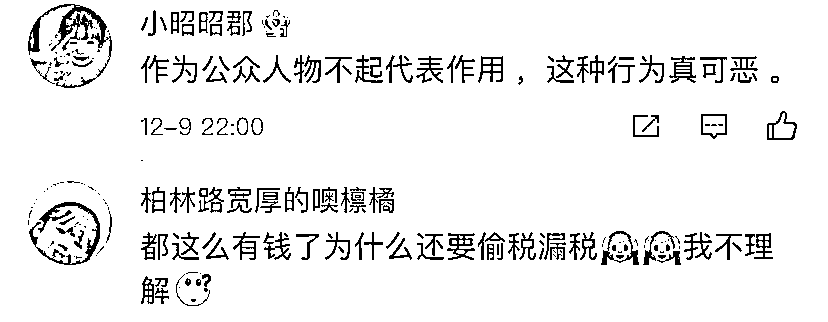 小昭昭郡
作为公众人物不起代表作用，这种行为真可恶。
12-9 22:00
柏林路宽厚的噢檩橘
都这么有钱了为什么还要偷税漏税我不理
解